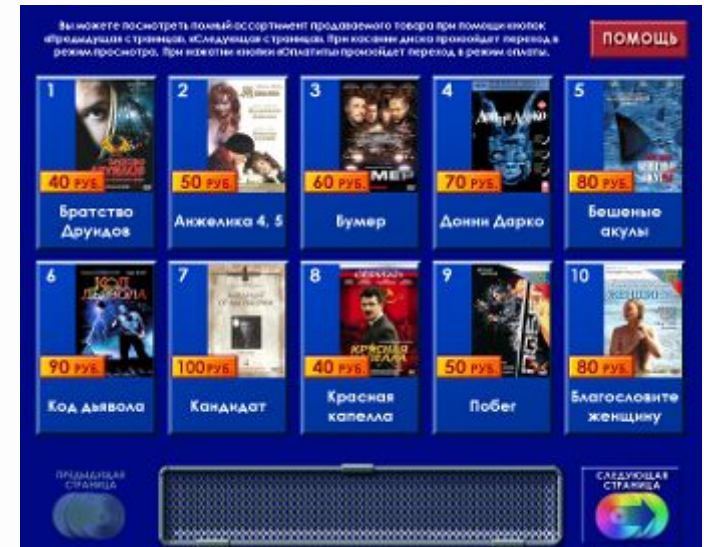 Вы можете посмотреть полный ассортимент продаваемого товара при помощи кнопок
«Предыдущая страница», «Следующая страница». При касании диска произойдет переход в
режим просмотра. При нажатии кнопки «Оплатить» произойдет переход в режим оплаты.
ПОМОЩЬ
1
2
3
4
5
40 РУБ.
50 РУБ.
60 РУБ.
70 РУБ.
80 РУБ.
Братство
Друидов
Анжелика 4, 5
Бумер
Донни Дарко
Бешеные
акулы
6
7
8
9
10
КОД
ДЬЯВОЛА
90 РУБ.
100 РУБ.
40 РУБ.
50 РУБ.
80 РУБ.
Код дьявола
Кандидат
Красная
капелла
Побег
Благословите
женщину
ПРЕДЫДУЩАЯ
СТРАНИЦА
СЛЕДУЮЩАЯ
СТРАНИЦА